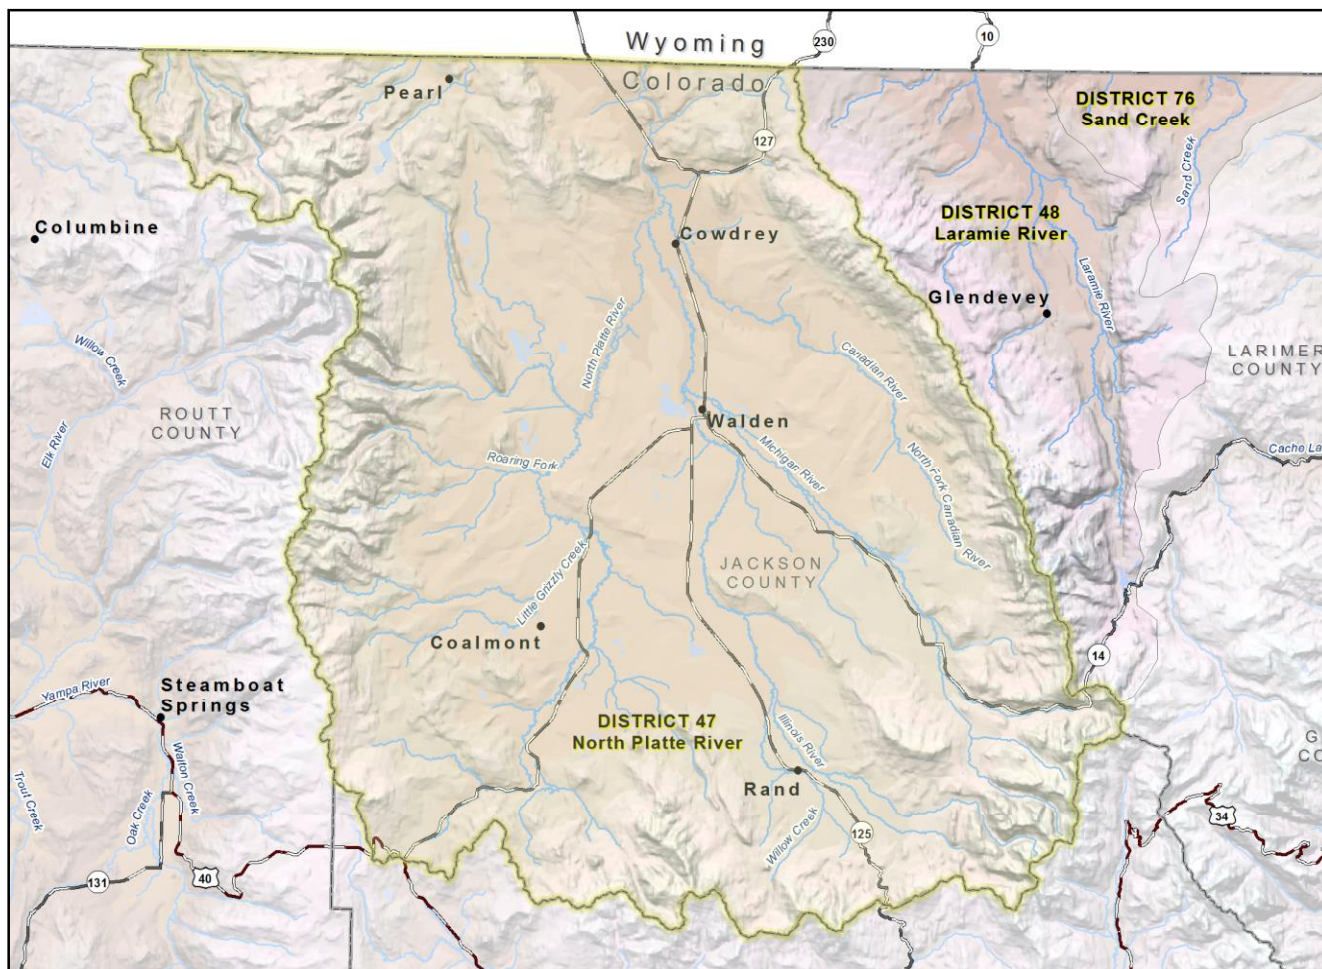 Wyoming
230
10
Colorado
Pearl
DISTRICT 76
Sand Creek
127
Sand Creek
DISTRICT 48
Laramie River
Columbine
Cowdrey
Laramie River
Glendevey
North Platte River
Willow Creek
Canadian River
LARIMER
COUNTY
ROUTT
COUNTY
Walden
Elk River
Michigan River
Cache La
Roaring Fork
North Fork Canadian River
JACKSON
COUNTY
Little Grizzly Creek
Coalmont
14
Yampa River
Steamboat
Springs
DISTRICT 47
North Platte River
Illinois River
G
CO
Walton Creek
Trout Creek
Oak Creek
Rand
34
Willow Creek
125
131
40